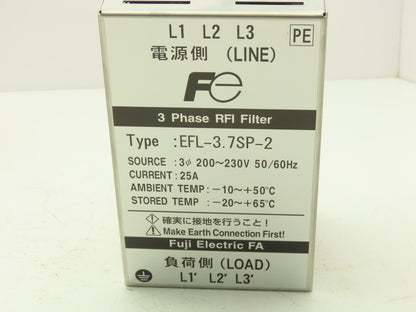 L1 L2 L3
PE
電源側 (LINE)
Fe
3 Phase RFI Filter
Type :EFL-3.7SP-2
SOURCE :3φ 200～230V 50/60Hz
CURRENT:25A
AMBIENT TEMP:－10～+50℃
STORED TEMP :－20～+65℃
確実に接地を行うこと!
Make Earth Connection First!
Fuji Electric FA
負荷側 (LOAD)
L1' L2' L3'